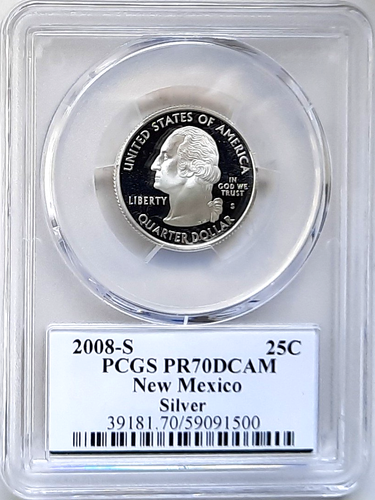 UNITED STATES OF AMERICA
LIBERTY
IN
GOD WE
TRUST
S
QUARTER DOLLAR
2008-S 25C
PCGS PR70DCAM
New Mexico
Silver
39181.70/59091500